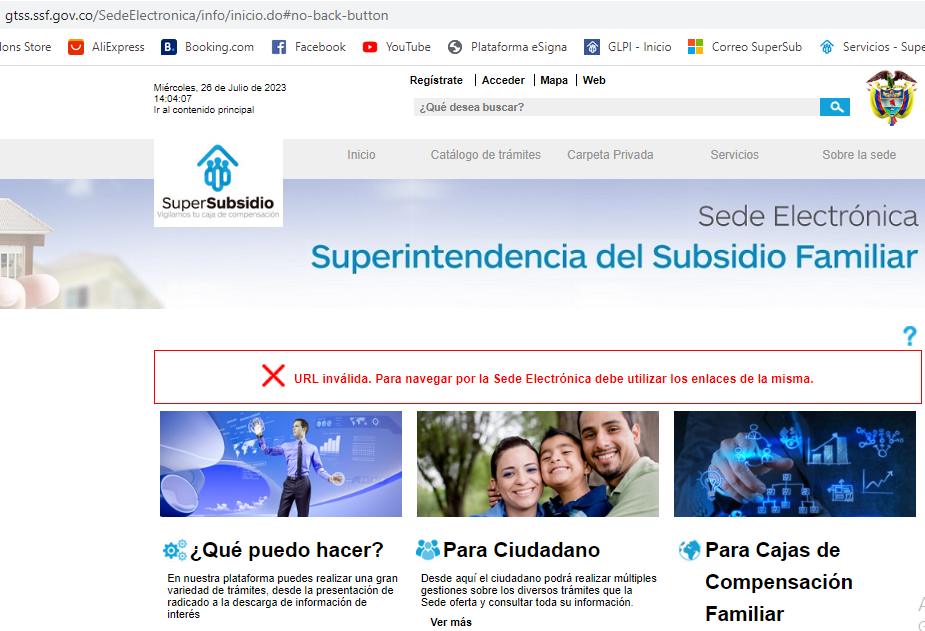 gtss.ssf.gov.co/SedeElectronica/info/inicio.do#no-back-button
lons Store AliExpress B. Booking.com Facebook YouTube Plataforma eSigna GLPI - Inicio Correo SuperSub Servicios - Supe
Miércoles, 26 de Julio de 2023
14:04:07
Ir al contenido principal
Regístrate | Acceder | Mapa | Web
¿Qué desea buscar?
SuperSubsidio
Vigilamos tu caja de compensación
Inicio Catálogo de trámites Carpeta Privada Servicios Sobre la sede
Sede Electrónica
Superintendencia del Subsidio Familiar
?
URL inválida. Para navegar por la Sede Electrónica debe utilizar los enlaces de la misma.
¿Qué puedo hacer?
En nuestra plataforma puedes realizar una gran
variedad de trámites, desde la presentación de
radicado a la descarga de información de
interés
Para Ciudadano
Desde aquí el ciudadano podrá realizar múltiples
gestiones sobre los diversos trámites que la
Sede oferta y consultar toda su información.
Ver más
Para Cajas de
Compensación
Familiar